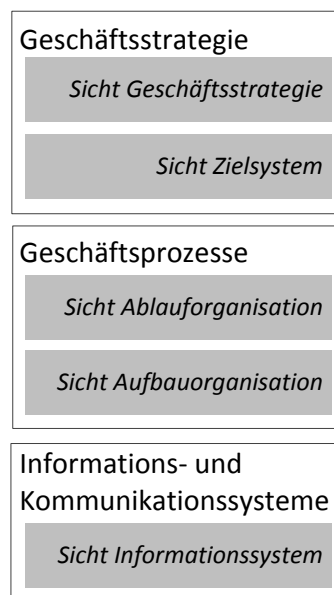 Geschäftsstrategie
Sicht Geschäftsstrategie
Sicht Zielsystem
Geschäftsprozesse
Sicht Ablauforganisation
Sicht Aufbauorganisation
Informations- und
Kommunikationssysteme
Sicht Informationssystem